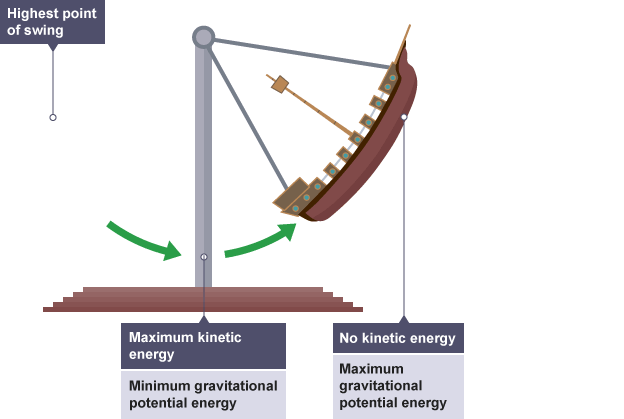 Highest point
of swing
Maximum kinetic
energy
Minimum gravitational
potential energy
No kinetic energy
Maximum
gravitational
potential energy